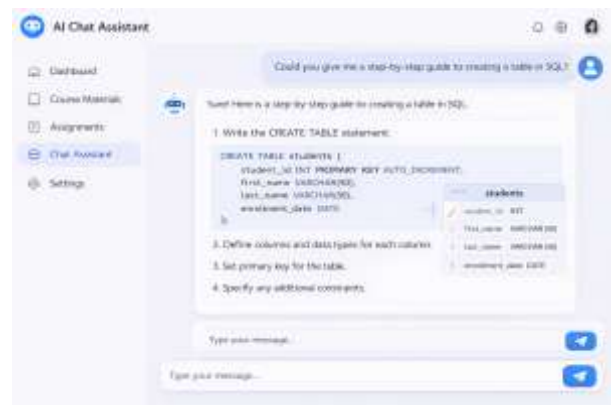 AI Chat Assistant
Could you give me a step-by-step guide to creating a table in SQL?
Dashboard
Course Materials
Assignments
Chat Assistant
Settings
Sure! Here is a step-by-step guide to creating a table in SQL.
1. Write the CREATE TABLE statement:
CREATE TABLE students (
student_id INT PRIMARY KEY AUTO_INCREMENT,
first_name VARCHAR(50),
last_name VARCHAR(50),
enrollment_date DATE
);
students
student_id INT
first_name VARCHAR(50)
last_name VARCHAR(50)
enrollment_date DATE
2. Define columns and data types for each column.
3. Set primary key for the table.
4. Specify any additional constraints.
Type your message...
Type your message...